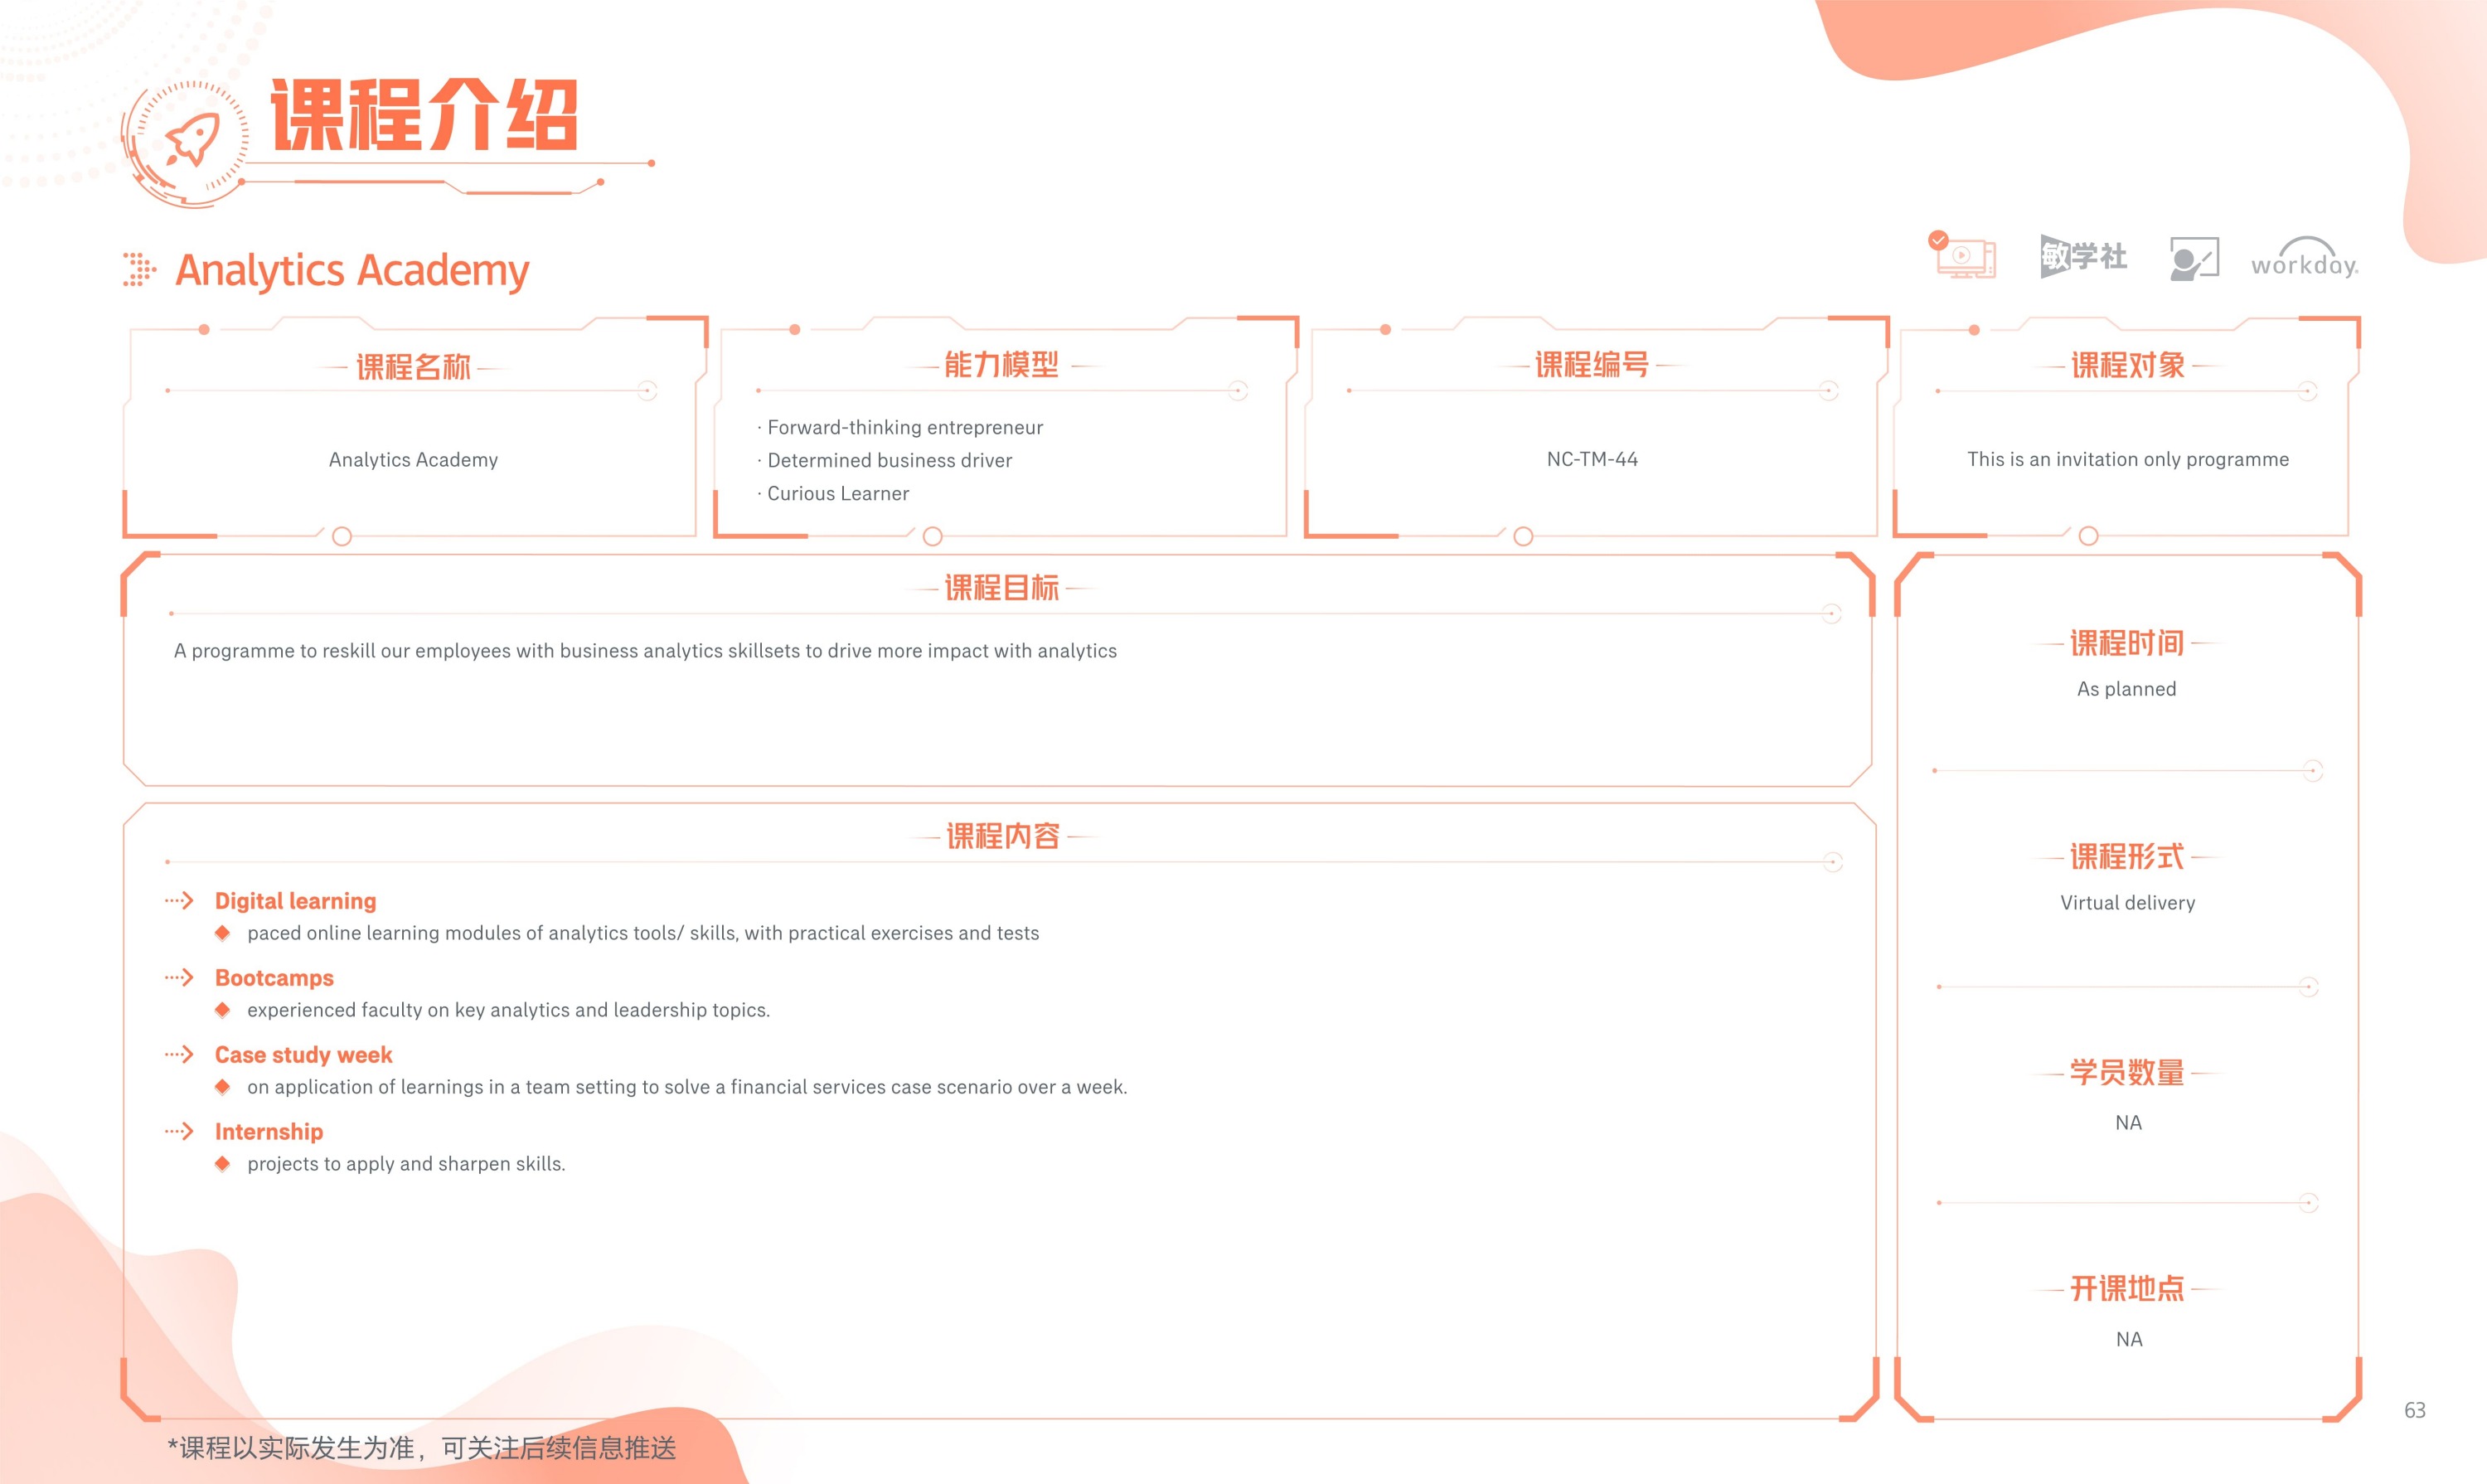 课程介绍
Analytics Academy
敏学社
workday.
课程名称
Analytics Academy
能力模型
· Forward-thinking entrepreneur
· Determined business driver
· Curious Learner
课程编号
NC-TM-44
课程对象
This is an invitation only programme
课程目标
A programme to reskill our employees with business analytics skillsets to drive more impact with analytics
课程内容
Digital learning
paced online learning modules of analytics tools/ skills, with practical exercises and tests
Bootcamps
experienced faculty on key analytics and leadership topics.
Case study week
on application of learnings in a team setting to solve a financial services case scenario over a week.
Internship
projects to apply and sharpen skills.
课程时间
As planned
课程形式
Virtual delivery
学员数量
NA
开课地点
NA
63
*课程以实际发生为准，可关注后续信息推送